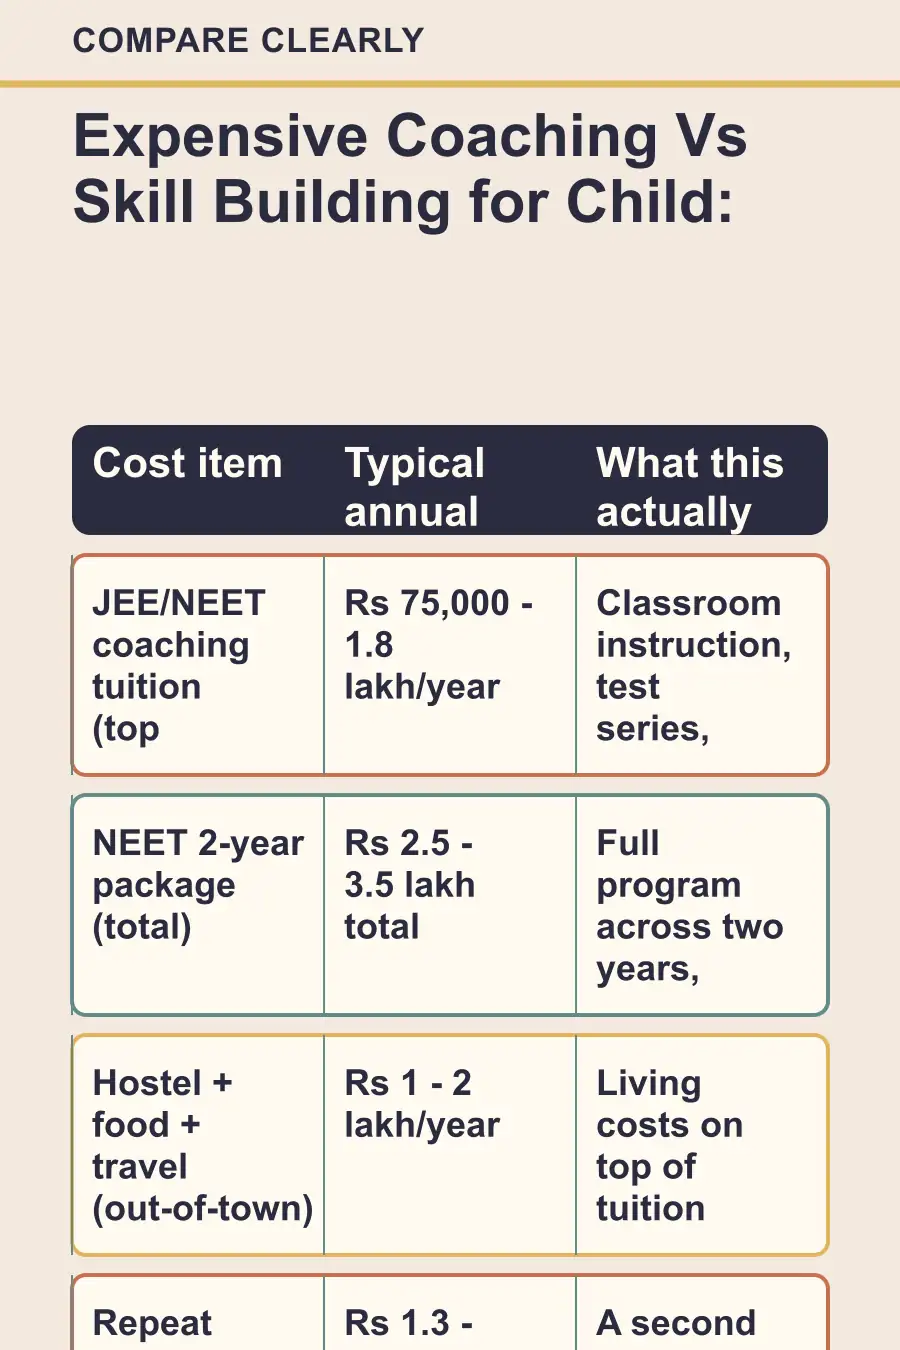 COMPARE CLEARLY
Expensive Coaching Vs
Skill Building for Child:
Cost item
Typical
annual
What this
actually
JEE/NEET
coaching
tuition
(top
Rs 75,000 -
1.8
lakh/year
Classroom
instruction,
test
series,
NEET 2-year
package
(total)
Rs 2.5 -
3.5 lakh
total
Full
program
across two
years,
Hostel +
food +
travel
(out-of-town)
Rs 1 - 2
lakh/year
Living
costs on
top of
tuition
Repeat
Rs 1.3 -
A second